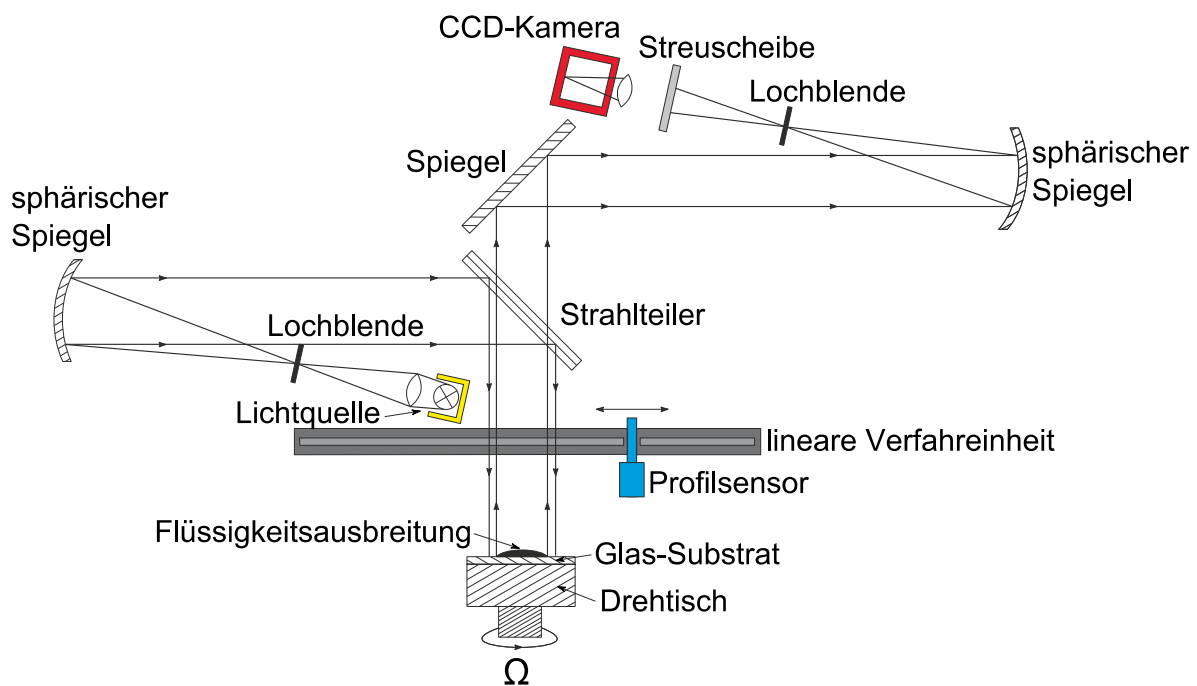 CCD-Kamera
Streuscheibe
Lochblende
Spiegel
sphärischer
Spiegel
sphärischer
Spiegel
Strahlteiler
Lochblende
Lichtquelle
lineare Verfahreinheit
Profilsensor
Flüssigkeitsausbreitung
Glas-Substrat
Drehtisch
Ω